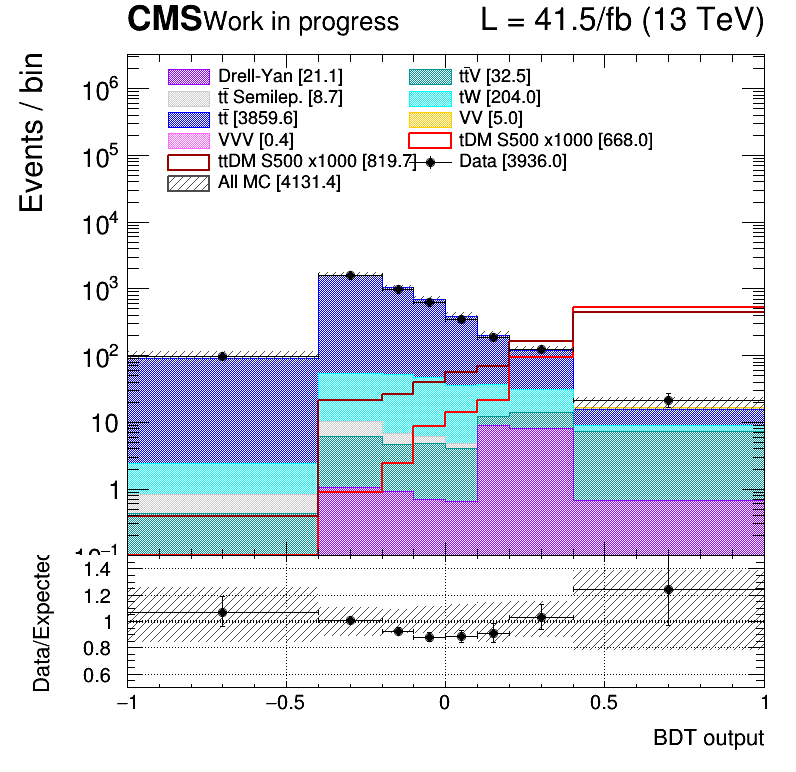 CMS Work in progress L = 41.5/fb (13 TeV)
Events / bin
Drell-Yan [21.1] tt̄V [32.5]
tt̄ Semilep. [8.7] tW [204.0]
tt̄ [3859.6] VV [5.0]
VVV [0.4] tDM S500 x1000 [668.0]
ttDM S500 x1000 [819.7] Data [3936.0]
All MC [4131.4]
10⁶
10⁵
10⁴
10³
10²
10
1
10⁻¹
Data/Expected
1.4
1.2
1
0.8
0.6
−1 −0.5 0 0.5 1
BDT output